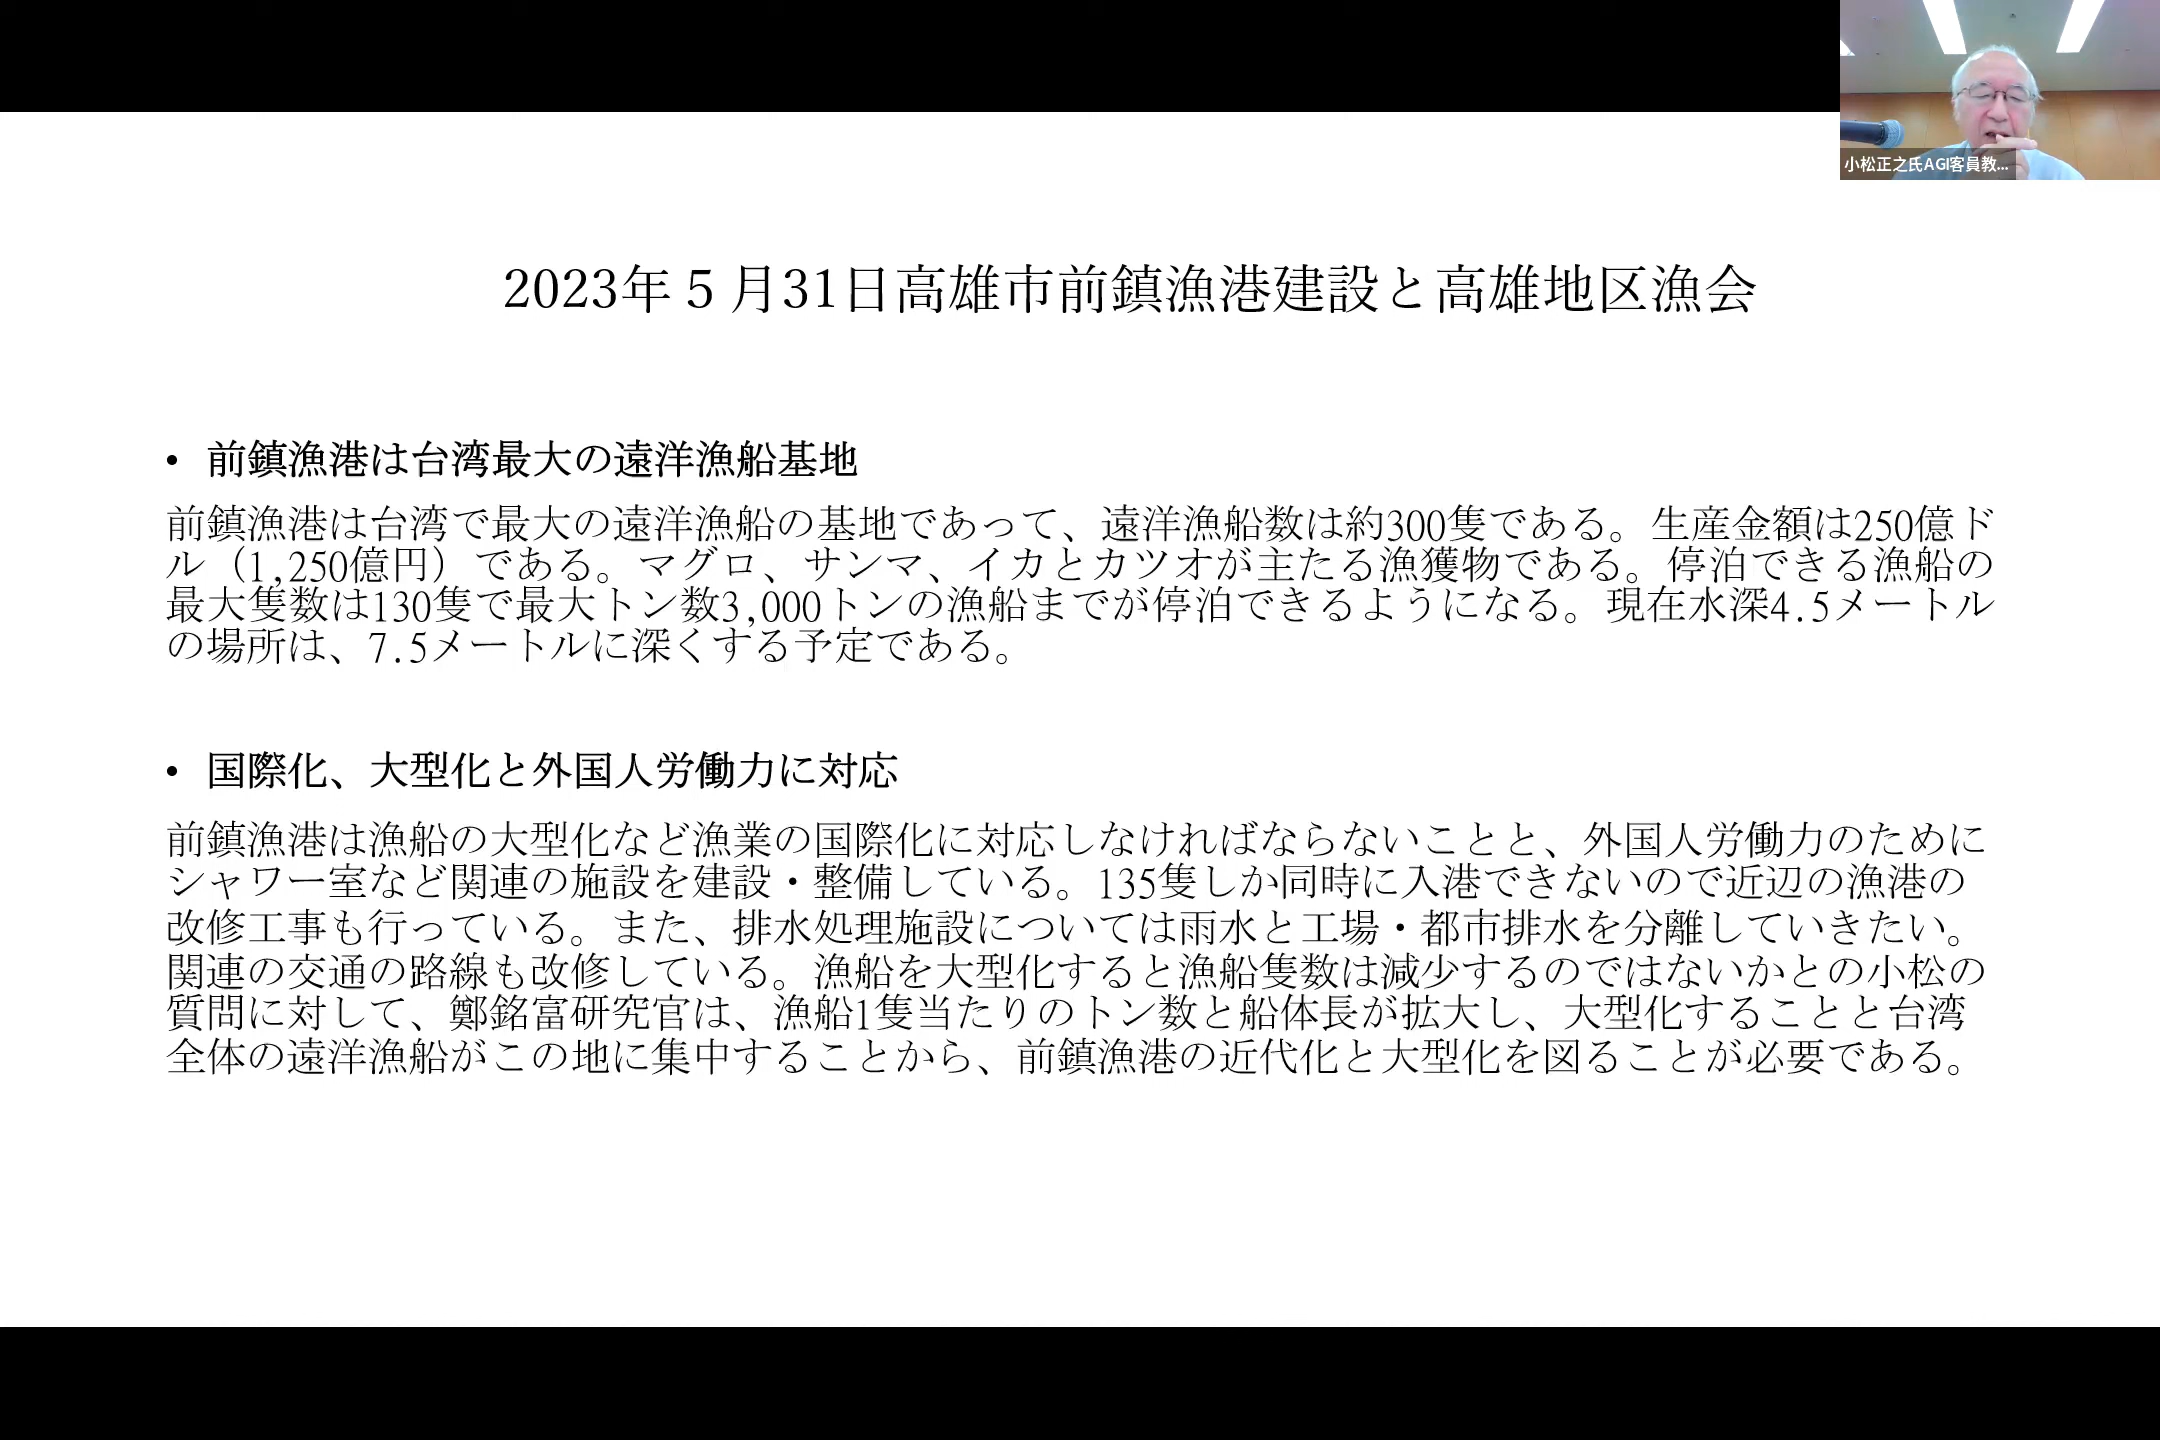 小松正之氏AGI客員教...
2023年５月31日高雄市前鎮漁港建設と高雄地区漁会
• 前鎮漁港は台湾最大の遠洋漁船基地
前鎮漁港は台湾で最大の遠洋漁船の基地であって、遠洋漁船数は約300隻である。生産金額は250億ド
ル（1,250億円）である。マグロ、サンマ、イカとカツオが主たる漁獲物である。停泊できる漁船の
最大隻数は130隻で最大トン数3,000トンの漁船までが停泊できるようになる。現在水深4.5メートル
の場所は、7.5メートルに深くする予定である。
• 国際化、大型化と外国人労働力に対応
前鎮漁港は漁船の大型化など漁業の国際化に対応しなければならないことと、外国人労働力のために
シャワー室など関連の施設を建設・整備している。135隻しか同時に入港できないので近辺の漁港の
改修工事も行っている。また、排水処理施設については雨水と工場・都市排水を分離していきたい。
関連の交通の路線も改修している。漁船を大型化すると漁船隻数は減少するのではないかとの小松の
質問に対して、鄭銘富研究官は、漁船1隻当たりのトン数と船体長が拡大し、大型化することと台湾
全体の遠洋漁船がこの地に集中することから、前鎮漁港の近代化と大型化を図ることが必要である。